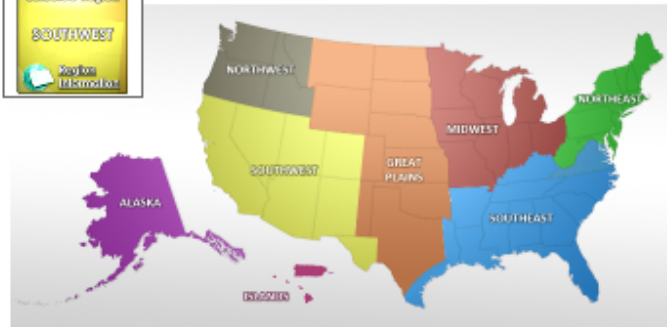 SOUTHWEST
Region
Information
NORTHWEST
NORTHEAST
MIDWEST
SOUTHWEST
GREAT
PLAINS
ALASKA
SOUTHEAST
ISLANDS